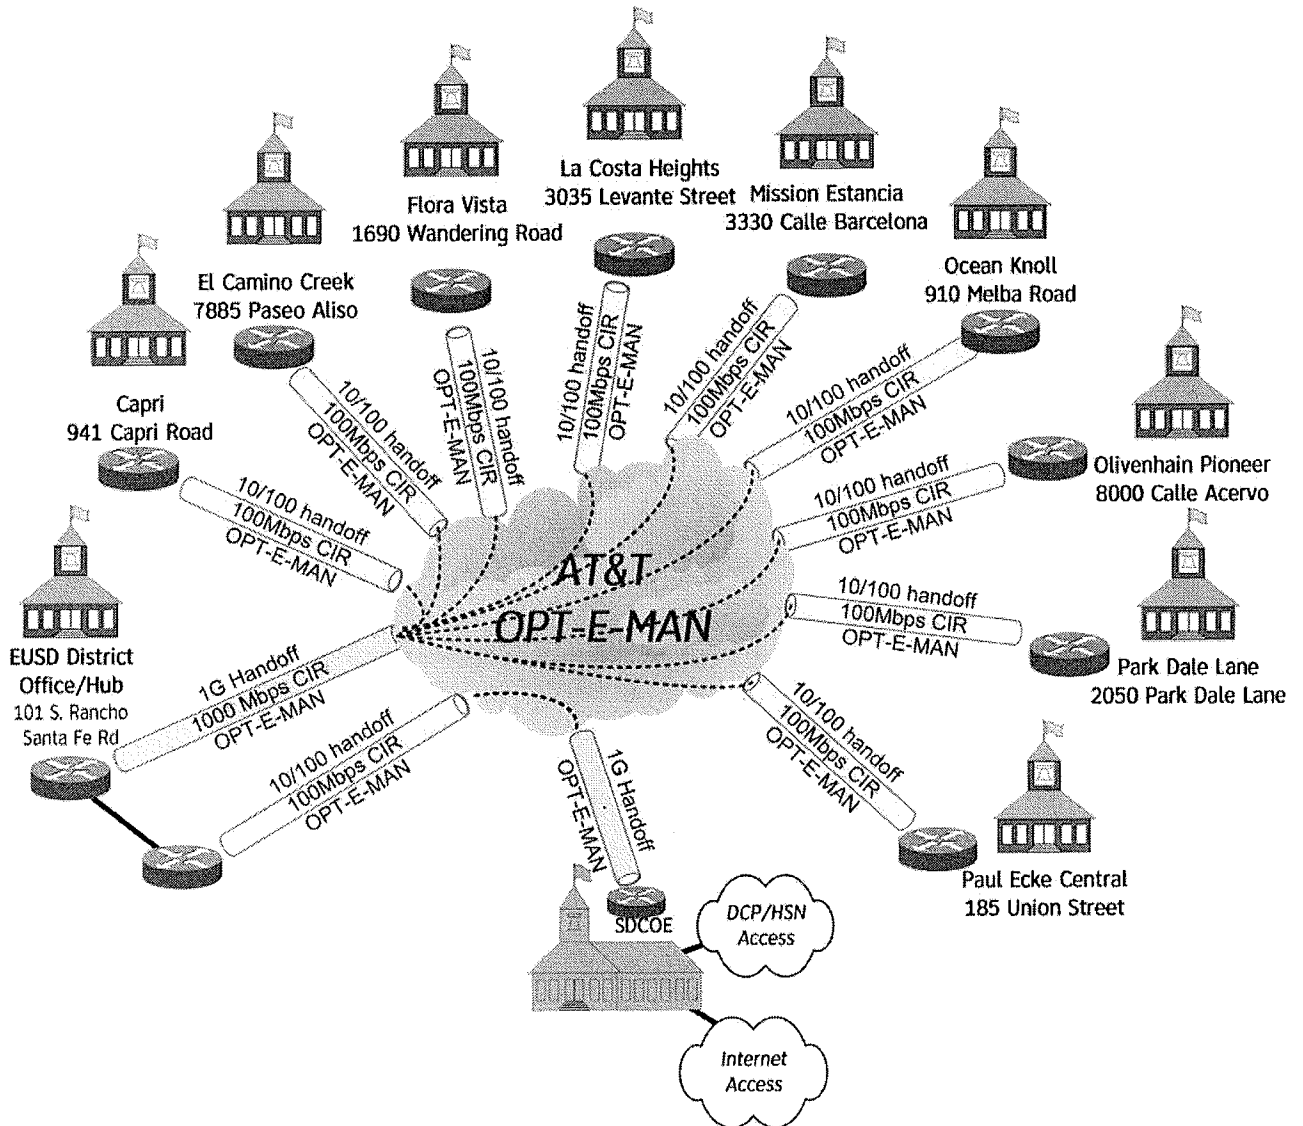 La Costa Heights
3035 Levante Street
Mission Estancia
3330 Calle Barcelona
Flora Vista
1690 Wandering Road
Ocean Knoll
910 Melba Road
El Camino Creek
7885 Paseo Aliso
Capri
941 Capri Road
Olivenhain Pioneer
8000 Calle Acervo
EUSD District
Office/Hub
101 S. Rancho
Santa Fe Rd
Park Dale Lane
2050 Park Dale Lane
Paul Ecke Central
185 Union Street
10/100 handoff
100Mbps CIR
OPT-E-MAN
10/100 handoff
100Mbps CIR
OPT-E-MAN
10/100 handoff
100Mbps CIR
OPT-E-MAN
10/100 handoff
100Mbps CIR
OPT-E-MAN
10/100 handoff
100Mbps CIR
OPT-E-MAN
10/100 handoff
100Mbps CIR
OPT-E-MAN
10/100 handoff
100Mbps CIR
OPT-E-MAN
10/100 handoff
100Mbps CIR
OPT-E-MAN
10/100 handoff
100Mbps CIR
OPT-E-MAN
AT&T
OPT-E-MAN
1G Handoff
1000 Mbps CIR
OPT-E-MAN
10/100 handoff
100Mbps CIR
OPT-E-MAN
1G Handoff
OPT-E-MAN
SDCOE
DCP/HSN
Access
Internet
Access